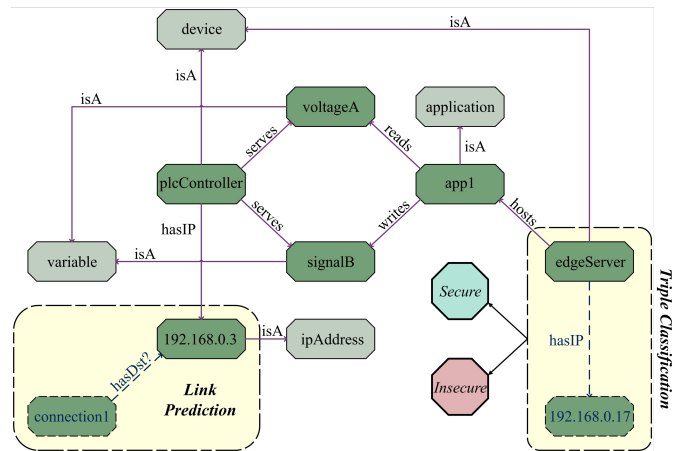 device
isA
isA
isA
voltageA
application
serves
reads
isA
plcController
app1
hasIP
serves
writes
hosts
variable
isA
signalB
edgeServer
Secure
Triple Classification
192.168.0.3
isA
ipAddress
hasIP
hasDst?
Link
Prediction
Insecure
connection1
192.168.0.17